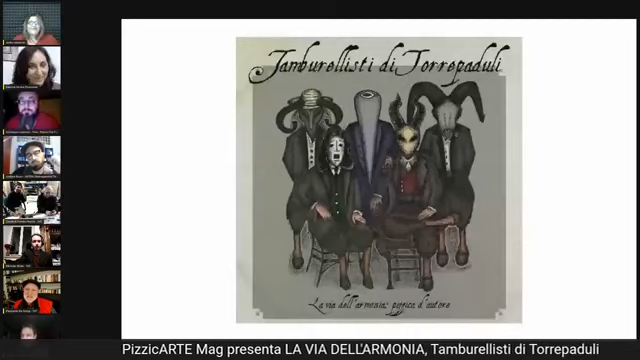 Tamburellisti di Torrepaduli
La via dell'armonia: pizzica d'autore
PizzicARTE Mag presenta LA VIA DELL'ARMONIA, Tamburellisti di Torrepaduli